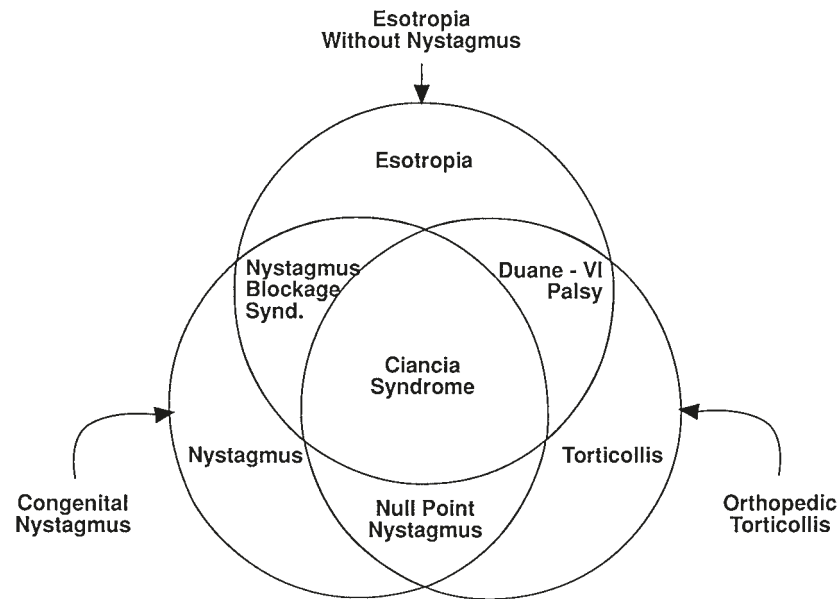 Esotropia
Without Nystagmus
Esotropia
Nystagmus
Blockage
Synd.
Duane - VI
Palsy
Ciancia
Syndrome
Nystagmus
Torticollis
Congenital
Nystagmus
Null Point
Nystagmus
Orthopedic
Torticollis